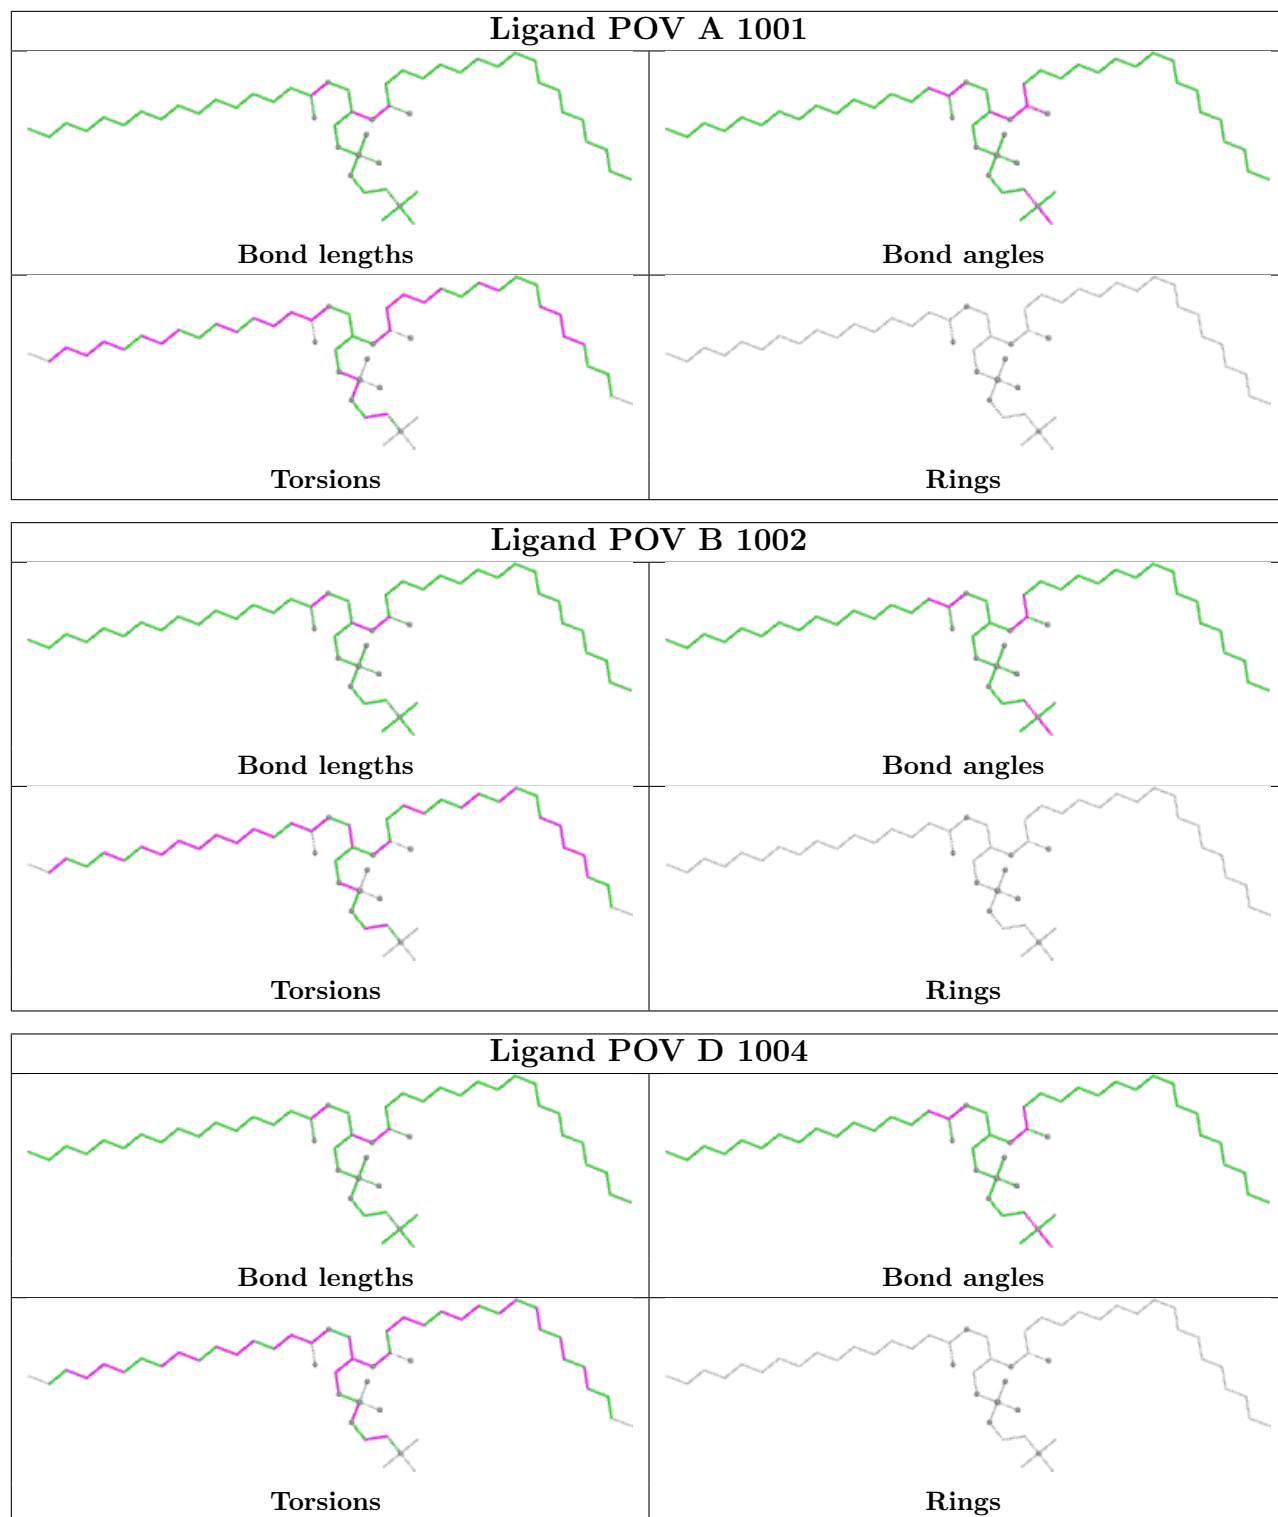 Ligand POV A 1001
Bond lengths
Bond angles
Torsions
Rings
Ligand POV B 1002
Bond lengths
Bond angles
Torsions
Rings
Ligand POV D 1004
Bond lengths
Bond angles
Torsions
Rings